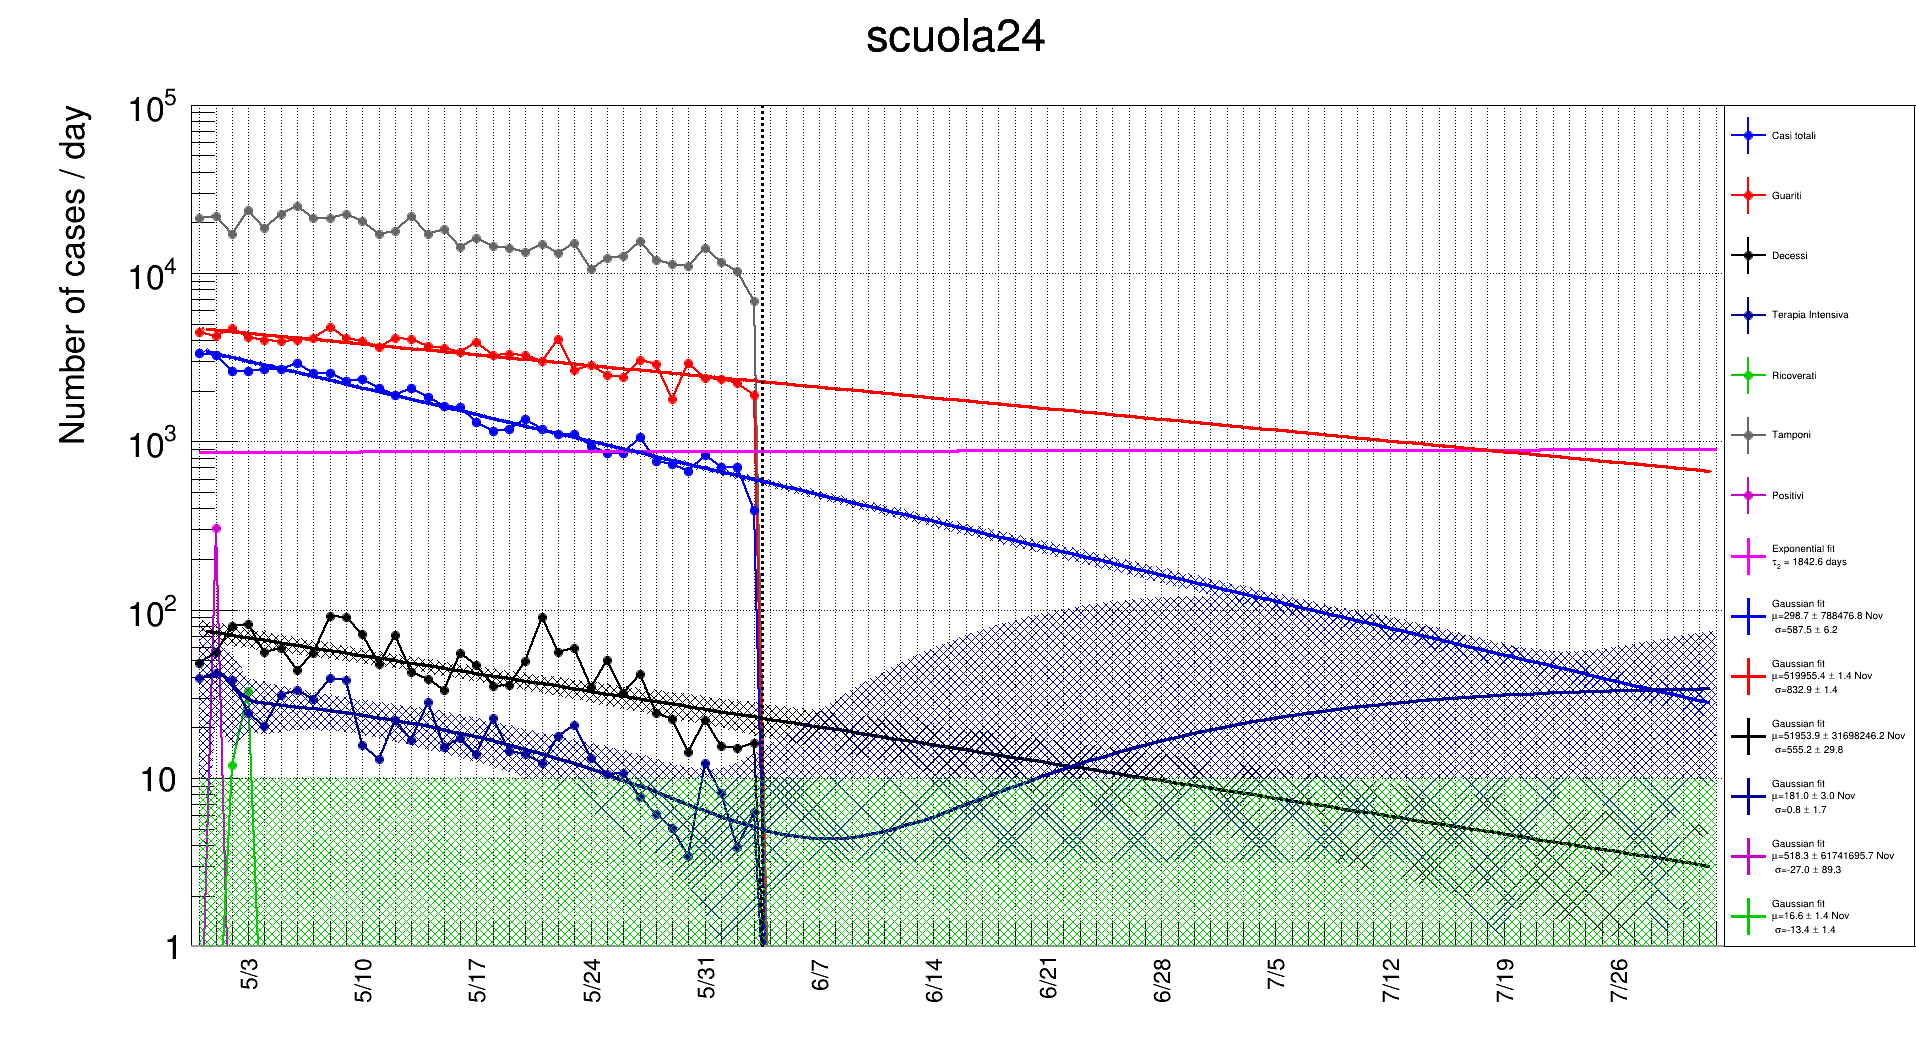 scuola24
Number of cases / day
10^5
10^4
10^3
10^2
10
1
5/3
5/10
5/17
5/24
5/31
6/7
6/14
6/21
6/28
7/5
7/12
7/19
7/26
Casi totali
Guariti
Decessi
Terapia Intensiva
Ricoverati
Tamponi
Positivi
Exponential fit
τ2 = 1842.6 days
Gaussian fit
μ=298.7 ± 788476.8 Nov
σ=587.5 ± 6.2
Gaussian fit
μ=519955.4 ± 1.4 Nov
σ=832.9 ± 1.4
Gaussian fit
μ=51953.9 ± 31698246.2 Nov
σ=555.2 ± 29.8
Gaussian fit
μ=181.0 ± 3.0 Nov
σ=0.8 ± 1.7
Gaussian fit
μ=518.3 ± 61741695.7 Nov
σ=-27.0 ± 89.3
Gaussian fit
μ=16.6 ± 1.4 Nov
σ=-13.4 ± 1.4